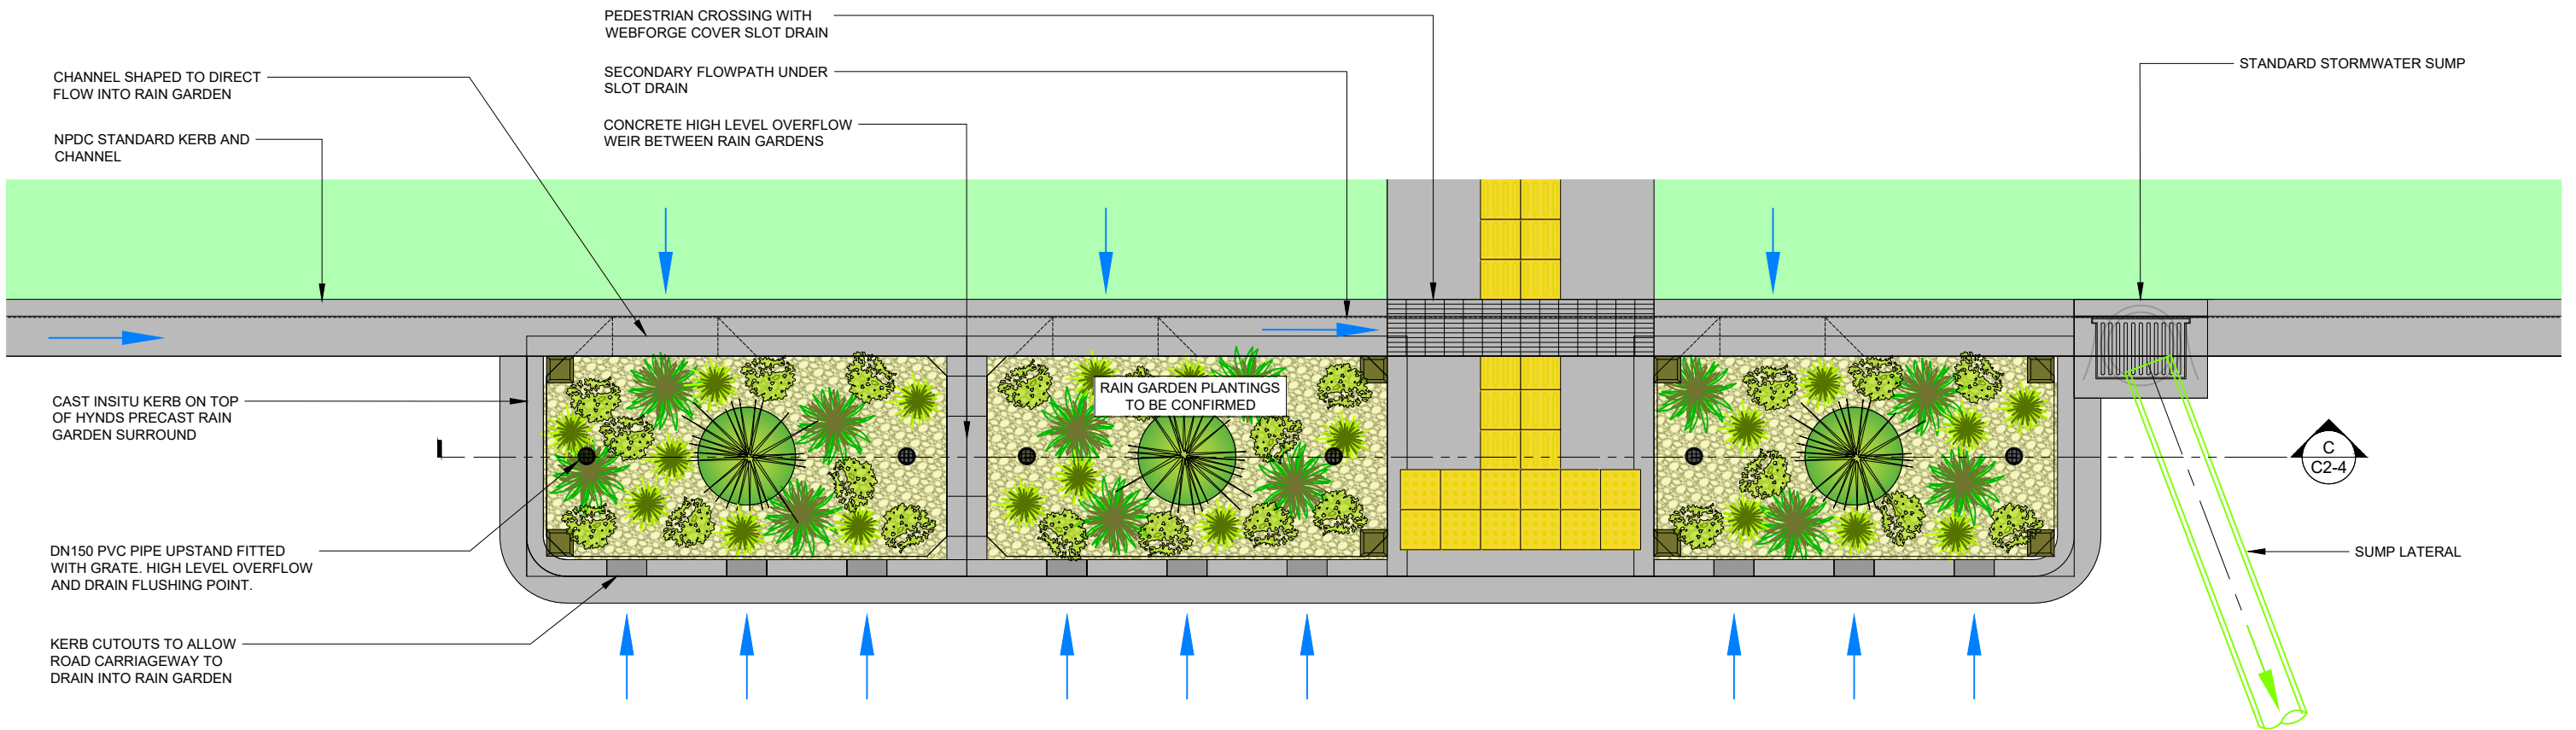 PEDESTRIAN CROSSING WITH
WEBFORGE COVER SLOT DRAIN
CHANNEL SHAPED TO DIRECT
FLOW INTO RAIN GARDEN
SECONDARY FLOWPATH UNDER
SLOT DRAIN
STANDARD STORMWATER SUMP
NPDC STANDARD KERB AND
CHANNEL
CONCRETE HIGH LEVEL OVERFLOW
WEIR BETWEEN RAIN GARDENS
RAIN GARDEN PLANTINGS
TO BE CONFIRMED
CAST INSITU KERB ON TOP
OF HYNDS PRECAST RAIN
GARDEN SURROUND
C
C2-4
DN150 PVC PIPE UPSTAND FITTED
WITH GRATE. HIGH LEVEL OVERFLOW
AND DRAIN FLUSHING POINT.
SUMP LATERAL
KERB CUTOUTS TO ALLOW
ROAD CARRIAGEWAY TO
DRAIN INTO RAIN GARDEN